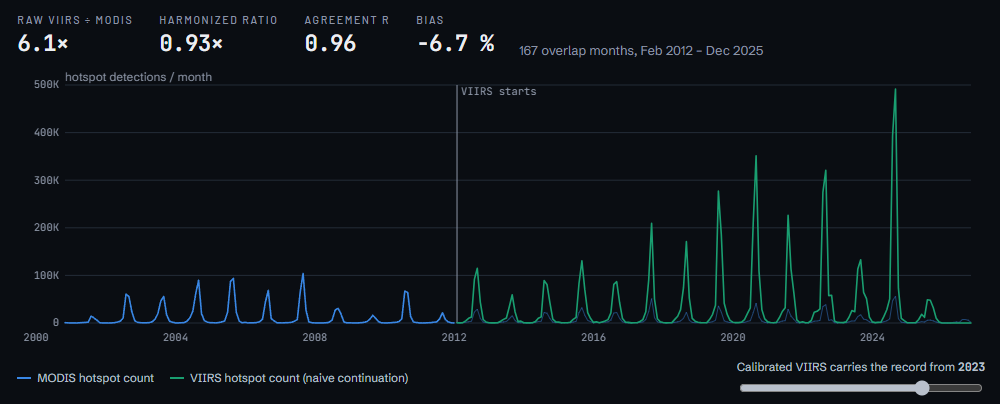 RAW VIIRS ÷ MODIS HARMONIZED RATIO AGREEMENT R BIAS
6.1× 0.93× 0.96 -6.7 % 167 overlap months, Feb 2012 – Dec 2025
hotspot detections / month
500K
VIIRS starts
400K
300K
200K
100K
0
2000 2004 2008 2012 2016 2020 2024
MODIS hotspot count VIIRS hotspot count (naive continuation)
Calibrated VIIRS carries the record from 2023